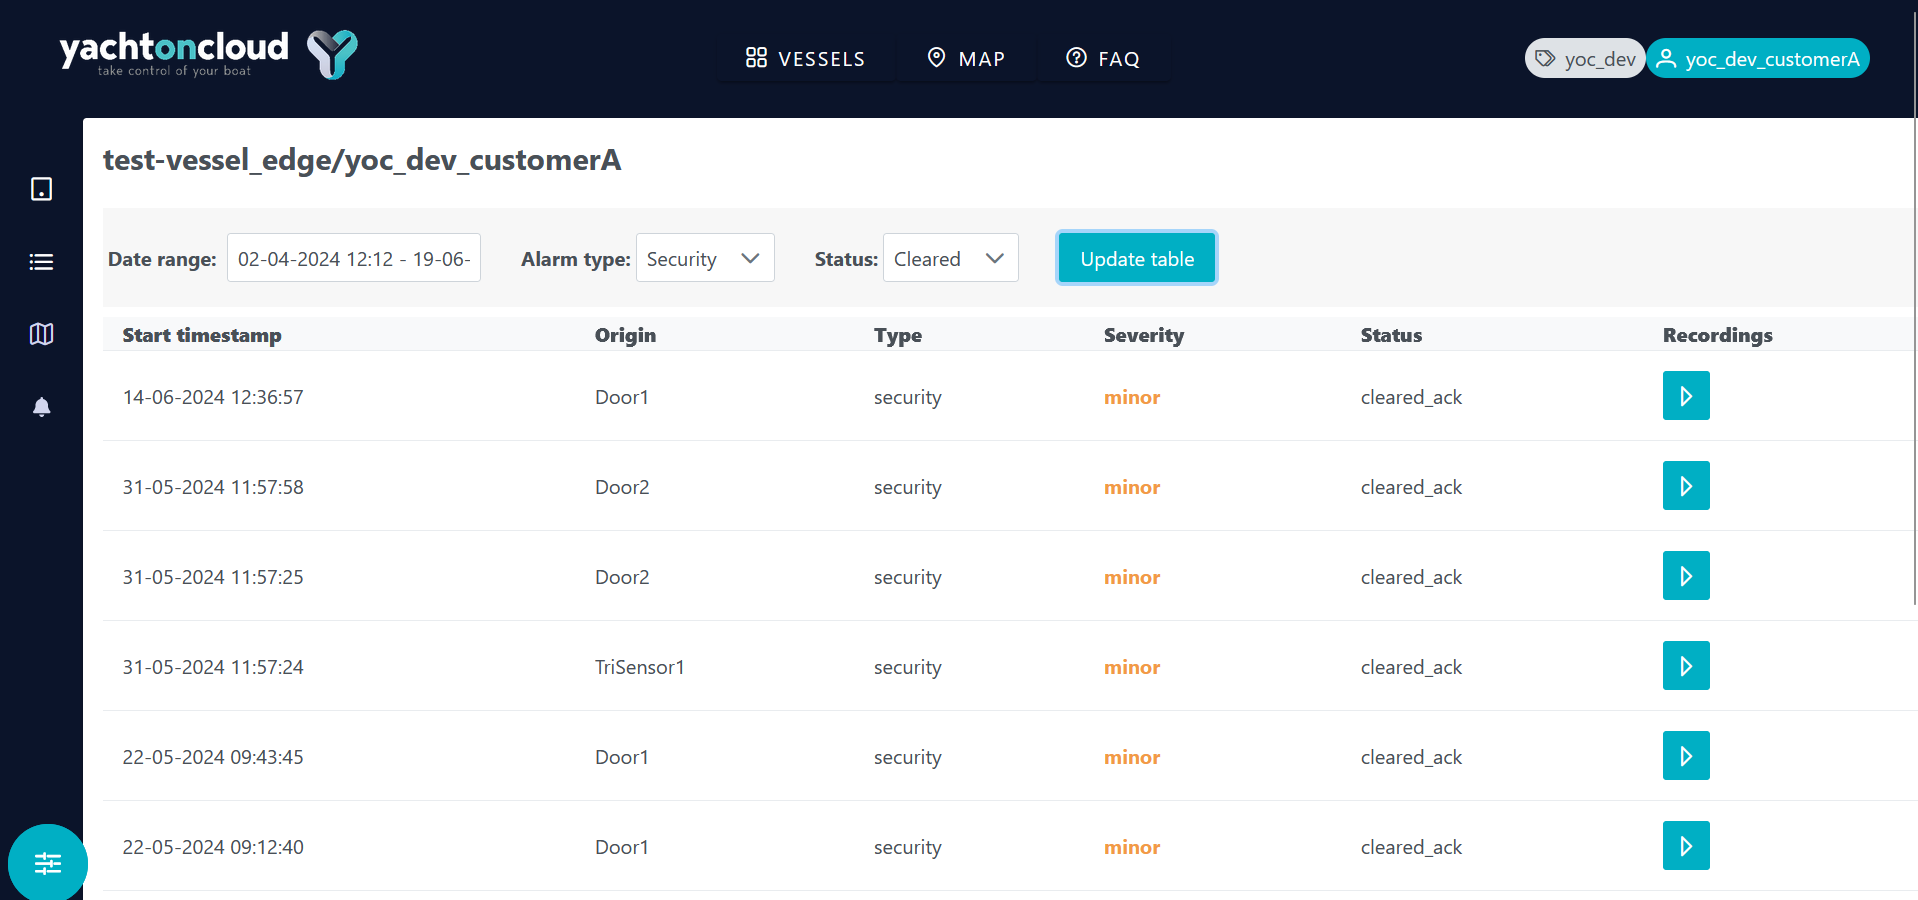 yachtoncloud
take control of your boat
VESSELS MAP FAQ
yoc_dev yoc_dev_customerA
test-vessel_edge/yoc_dev_customerA
Date range: 02-04-2024 12:12 - 19-06- Alarm type: Security Status: Cleared Update table
Start timestamp Origin Type Severity Status Recordings
14-06-2024 12:36:57 Door1 security minor cleared_ack
31-05-2024 11:57:58 Door2 security minor cleared_ack
31-05-2024 11:57:25 Door2 security minor cleared_ack
31-05-2024 11:57:24 TriSensor1 security minor cleared_ack
22-05-2024 09:43:45 Door1 security minor cleared_ack
22-05-2024 09:12:40 Door1 security minor cleared_ack